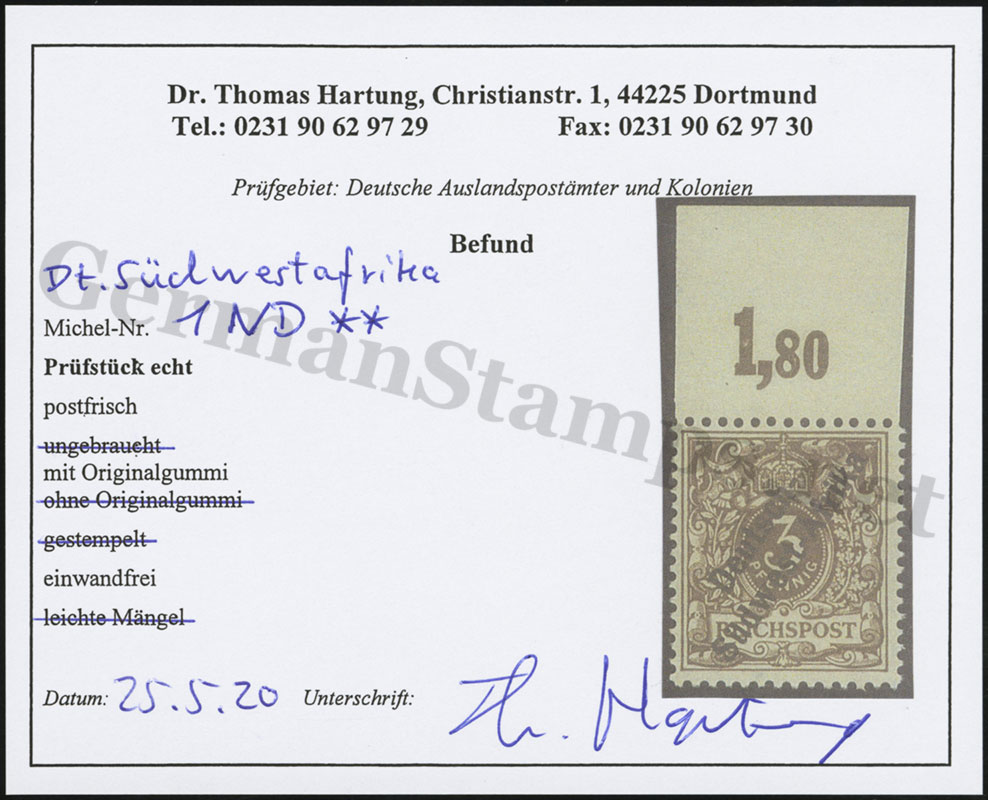 Dr. Thomas Hartung, Christianstr. 1, 44225 Dortmund
Tel.: 0231 90 62 97 29 Fax: 0231 90 62 97 30
Prüfgebiet: Deutsche Auslandspostämter und Kolonien
Befund
Dt. Südwestafrika
Michel-Nr. 1 ND **
Prüfstück echt
postfrisch
ungebraucht
mit Originalgummi
ohne Originalgummi
gestempelt
einwandfrei
leichte Mängel
Datum: 25.5.20 Unterschrift:
Th. Hartung
1,80
3
PFENNIG
REICHSPOST